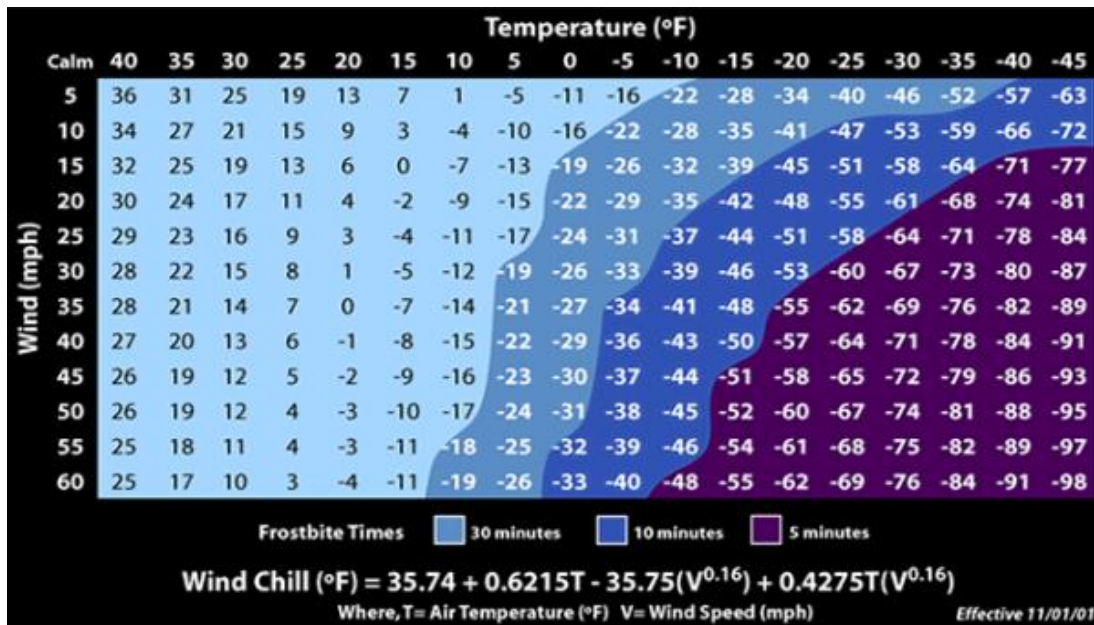 Temperature (ºF)
Calm 40 35 30 25 20 15 10 5 0 -5 -10 -15 -20 -25 -30 -35 -40 -45
5 36 31 25 19 13 7 1 -5 -11 -16 -22 -28 -34 -40 -46 -52 -57 -63
10 34 27 21 15 9 3 -4 -10 -16 -22 -28 -35 -41 -47 -53 -59 -66 -72
15 32 25 19 13 6 0 -7 -13 -19 -26 -32 -39 -45 -51 -58 -64 -71 -77
20 30 24 17 11 4 -2 -9 -15 -22 -29 -35 -42 -48 -55 -61 -68 -74 -81
25 29 23 16 9 3 -4 -11 -17 -24 -31 -37 -44 -51 -58 -64 -71 -78 -84
30 28 22 15 8 1 -5 -12 -19 -26 -33 -39 -46 -53 -60 -67 -73 -80 -87
35 28 21 14 7 0 -7 -14 -21 -27 -34 -41 -48 -55 -62 -69 -76 -82 -89
40 27 20 13 6 -1 -8 -15 -22 -29 -36 -43 -50 -57 -64 -71 -78 -84 -91
45 26 19 12 5 -2 -9 -16 -23 -30 -37 -44 -51 -58 -65 -72 -79 -86 -93
50 26 19 12 4 -3 -10 -17 -24 -31 -38 -45 -52 -60 -67 -74 -81 -88 -95
55 25 18 11 4 -3 -11 -18 -25 -32 -39 -46 -54 -61 -68 -75 -82 -89 -97
60 25 17 10 3 -4 -11 -19 -26 -33 -40 -48 -55 -62 -69 -76 -84 -91 -98
Wind (mph)
Frostbite Times 30 minutes 10 minutes 5 minutes
Wind Chill (ºF) = 35.74 + 0.6215T - 35.75(V^0.16) + 0.4275T(V^0.16)
Where, T= Air Temperature (ºF) V= Wind Speed (mph) Effective 11/01/01